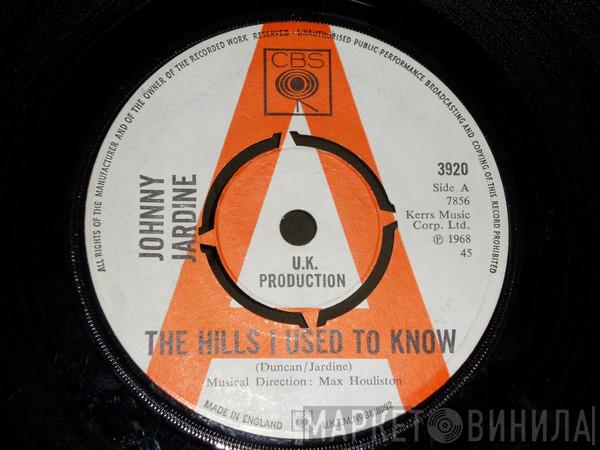 ALL RIGHTS OF THE MANUFACTURER AND OF THE OWNER OF THE RECORDED WORK RESERVED · UNAUTHORISED PUBLIC PERFORMANCE BROADCASTING AND COPYING OF THIS RECORD PROHIBITED
CBS
A
JOHNNY
JARDINE
3920
Side A
7856
Kerrs Music
Corp. Ltd.
℗ 1968
45
U.K.
PRODUCTION
THE HILLS I USED TO KNOW
(Duncan/Jardine)
Musical Direction: Max Houliston
MADE IN ENGLAND
МАРКЕТ ВИНИЛА